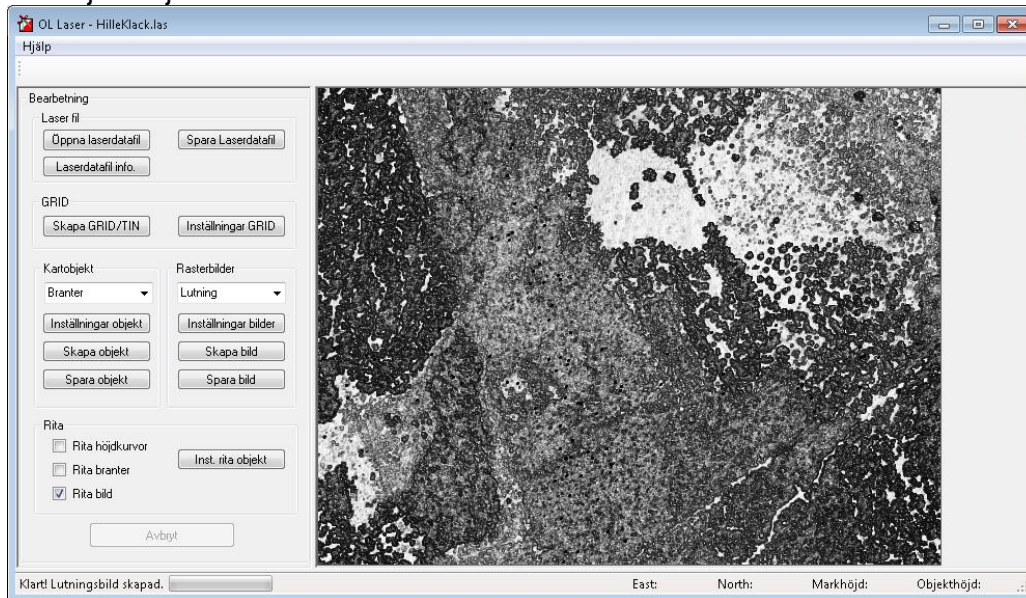 OL Laser - HilleKlack.las
Hjälp
Bearbetning
Laser fil
Öppna laserdatafil Spara Laserdatafil
Laserdatafil info.
GRID
Skapa GRID/TIN Inställningar GRID
Kartobjekt Rasterbilder
Branter Lutning
Inställningar objekt Inställningar bilder
Skapa objekt Skapa bild
Spara objekt Spara bild
Rita
Rita höjdkurvor
Inst. rita objekt
Rita branter
Rita bild
Avbryt
Klart! Lutningsbild skapad. East: North: Markhöjd: Objekthöjd: